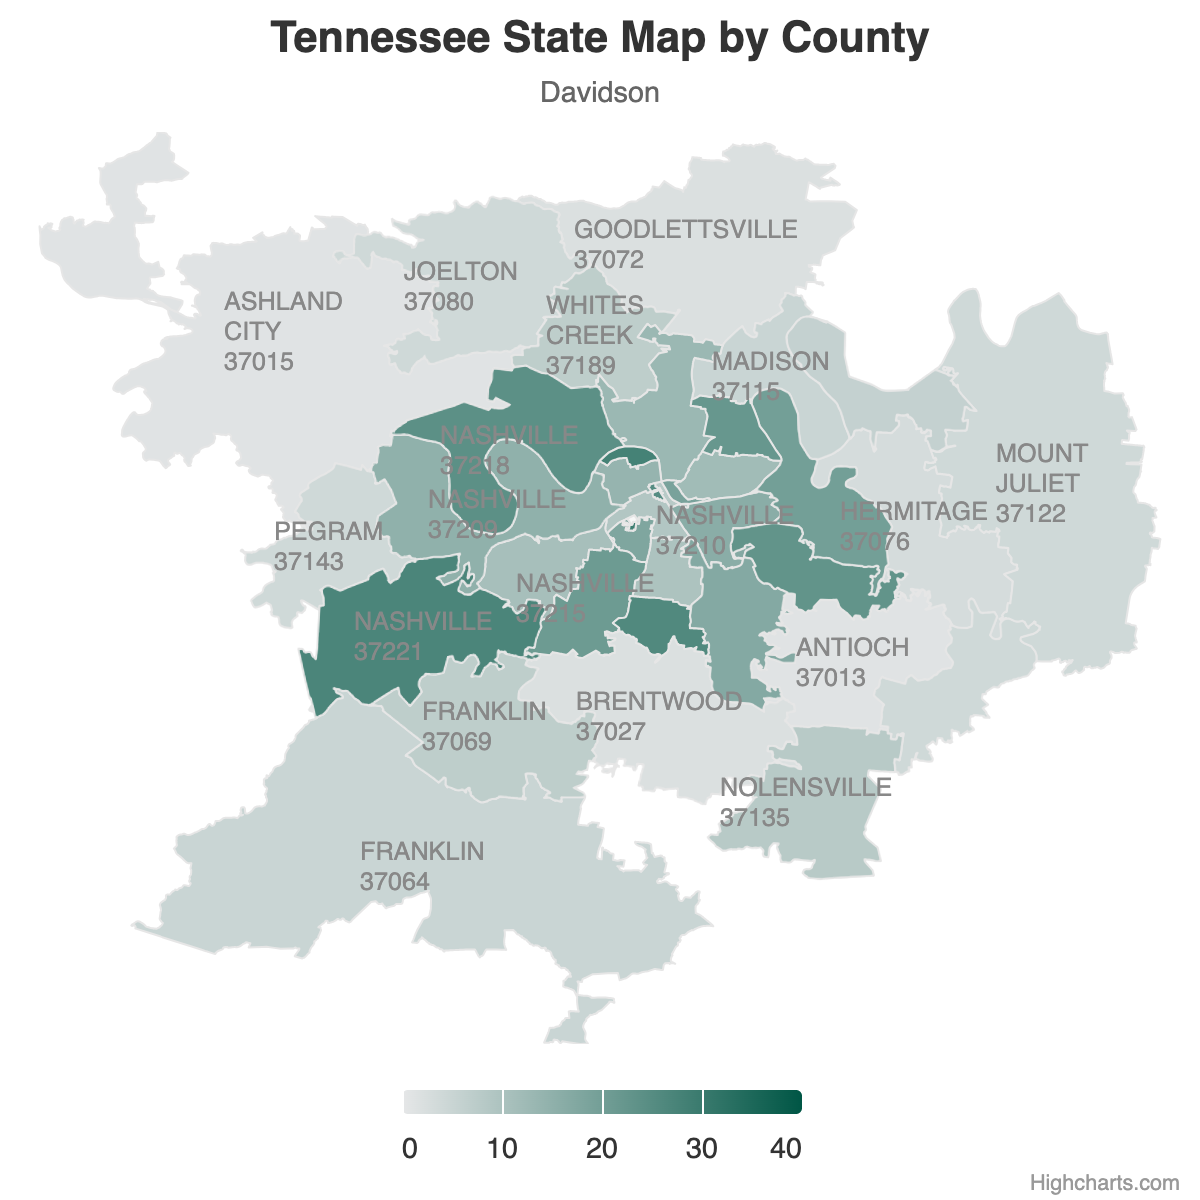 Tennessee State Map by County
Davidson
GOODLETTSVILLE
37072
JOELTON
37080
ASHLAND
CITY
37015
WHITES
CREEK
37189
MADISON
37115
NASHVILLE
37218
MOUNT
JULIET
37122
NASHVILLE
37209
NASHVILLE
37210
HERMITAGE
37076
PEGRAM
37143
NASHVILLE
37215
NASHVILLE
37221
ANTIOCH
37013
BRENTWOOD
37027
FRANKLIN
37069
NOLENSVILLE
37135
FRANKLIN
37064
0 10 20 30 40
Highcharts.com